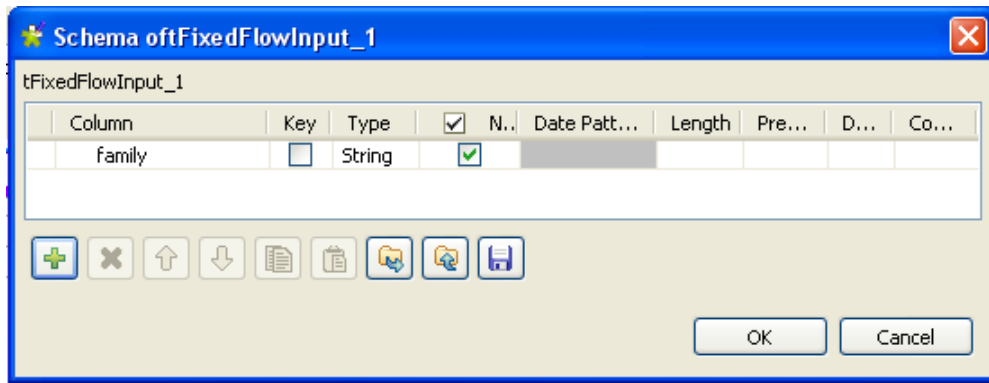 Schema oftFixedFlowInput_1
tFixedFlowInput_1
Column Key Type N.. Date Patt... Length Pre... D... Co...
family String
OK Cancel